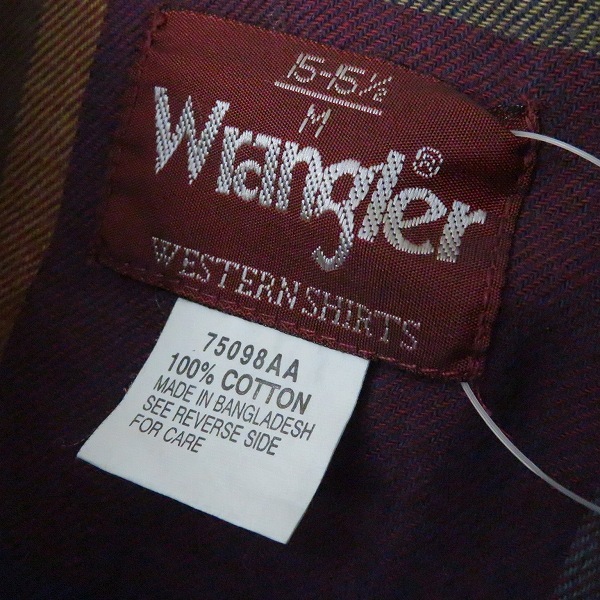 15-15½
M
Wrangler®
WESTERN SHIRTS
75098AA
100% COTTON
MADE IN BANGLADESH
SEE REVERSE SIDE
FOR CARE